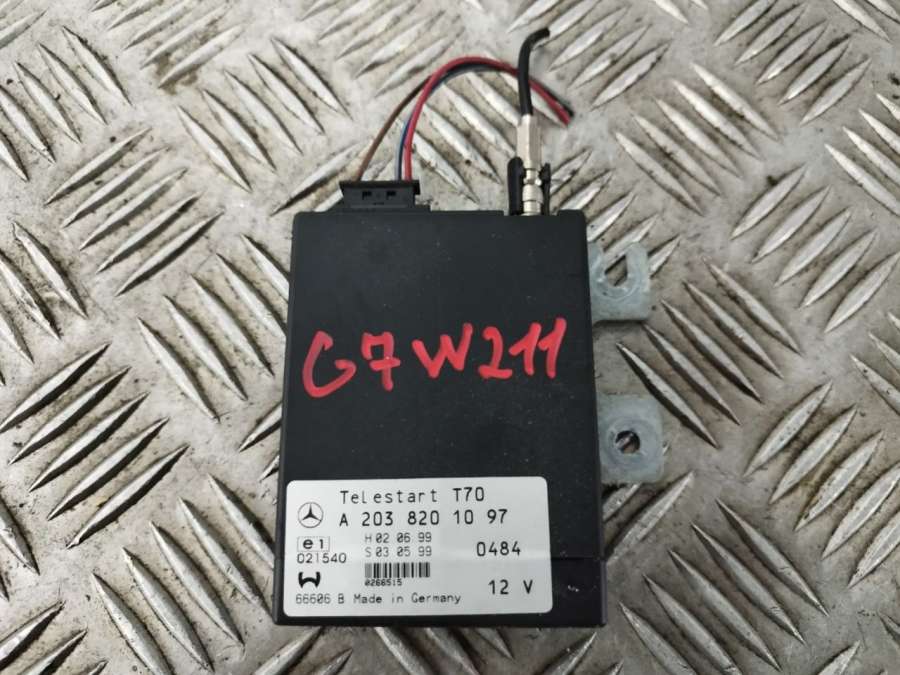 G7 W211
Telestart T70
A 203 820 10 97
e1
H 02 06 99
021540
S 03 05 99
0484
0266515
12 V
66606 B Made in Germany